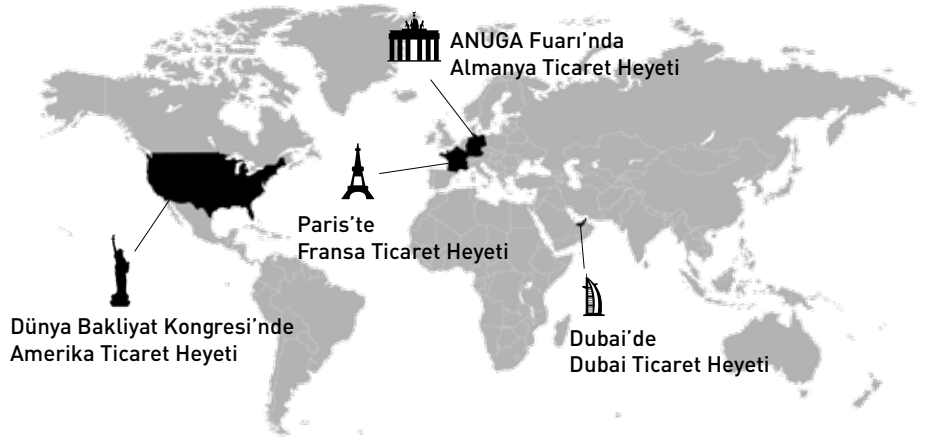 ANUGA Fuarı’nda
Almanya Ticaret Heyeti
Paris’te
Fransa Ticaret Heyeti
Dünya Bakliyat Kongresi’nde
Amerika Ticaret Heyeti
Dubai’de
Dubai Ticaret Heyeti